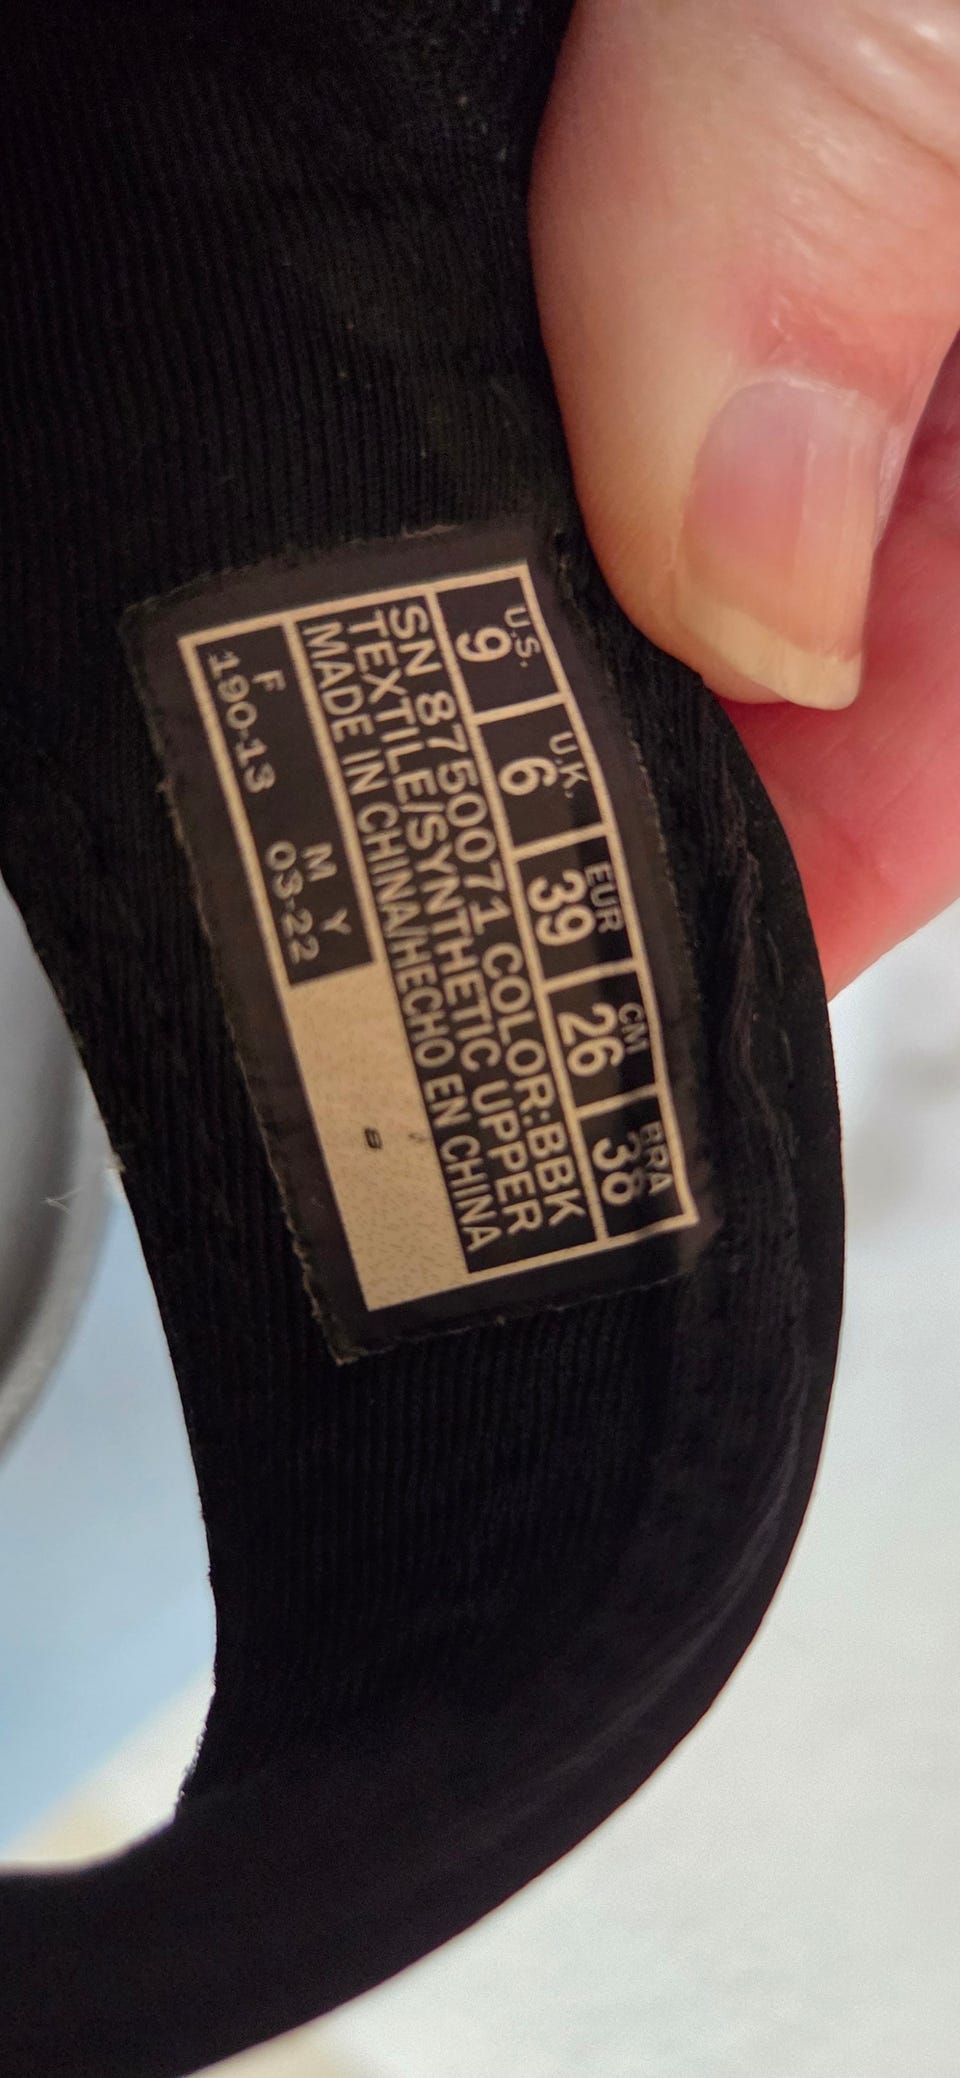 U.S. U.K. EUR CM BRA
9 6 39 26 38
SN 8750071 COLOR:BBK
TEXTILE/SYNTHETIC UPPER
MADE IN CHINA/HECHO EN CHINA
F M Y
190-13 03-22